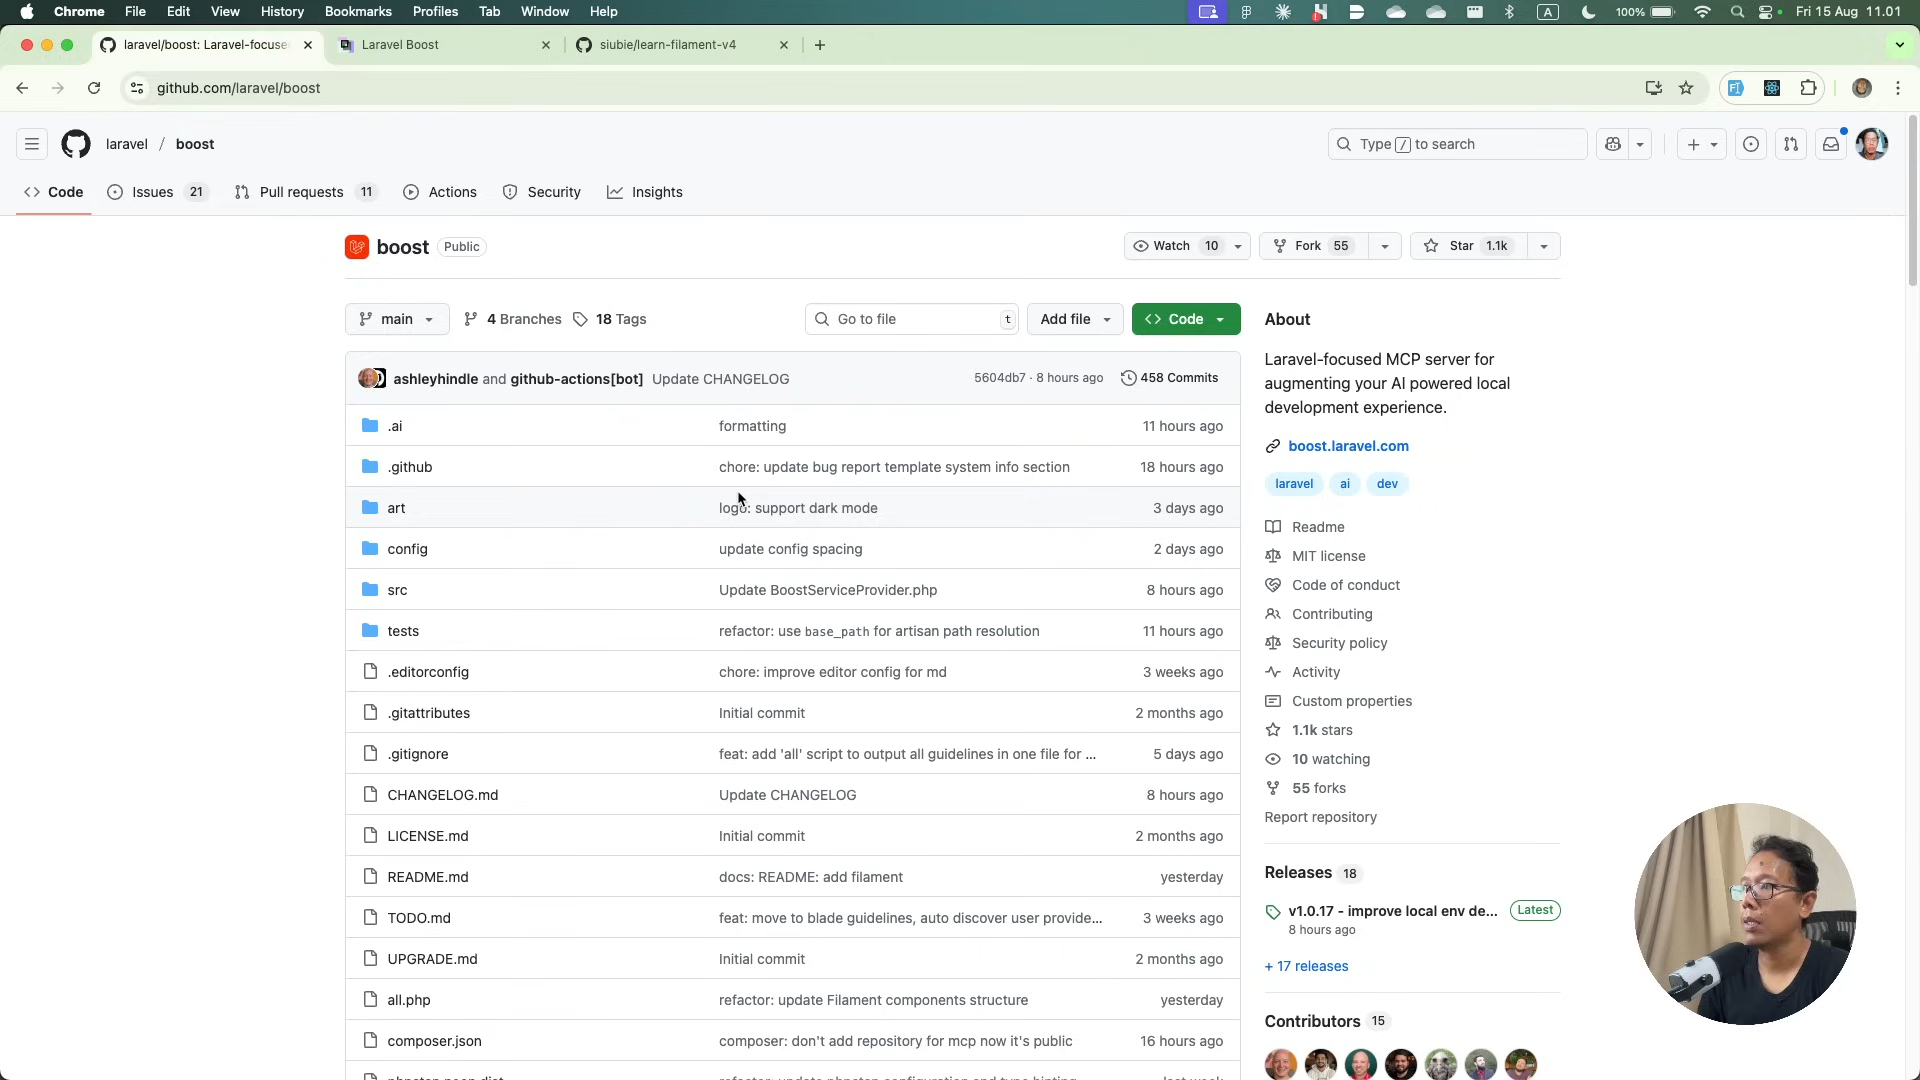 Chrome File Edit View History Bookmarks Profiles Tab Window Help A 100% Fri 15 Aug 11.01
laravel/boost: Laravel-focuse Laravel Boost siubie/learn-filament-v4
github.com/laravel/boost
laravel / boost Type / to search
Code Issues 21 Pull requests 11 Actions Security Insights
boost Public Watch 10 Fork 55 Star 1.1k
main 4 Branches 18 Tags Go to file t Add file Code
ashleyhindle and github-actions[bot] Update CHANGELOG 5604db7 · 8 hours ago 458 Commits
.ai formatting 11 hours ago
.github chore: update bug report template system info section 18 hours ago
art logo: support dark mode 3 days ago
config update config spacing 2 days ago
src Update BoostServiceProvider.php 8 hours ago
tests refactor: use base_path for artisan path resolution 11 hours ago
.editorconfig chore: improve editor config for md 3 weeks ago
.gitattributes Initial commit 2 months ago
.gitignore feat: add 'all' script to output all guidelines in one file for ... 5 days ago
CHANGELOG.md Update CHANGELOG 8 hours ago
LICENSE.md Initial commit 2 months ago
README.md docs: README: add filament yesterday
TODO.md feat: move to blade guidelines, auto discover user provide... 3 weeks ago
UPGRADE.md Initial commit 2 months ago
all.php refactor: update Filament components structure yesterday
composer.json composer: don't add repository for mcp now it's public 16 hours ago
About
Laravel-focused MCP server for
augmenting your AI powered local
development experience.
boost.laravel.com
laravel ai dev
Readme
MIT license
Code of conduct
Contributing
Security policy
Activity
Custom properties
1.1k stars
10 watching
55 forks
Report repository
Releases 18
v1.0.17 - improve local env de... Latest
8 hours ago
+ 17 releases
Contributors 15